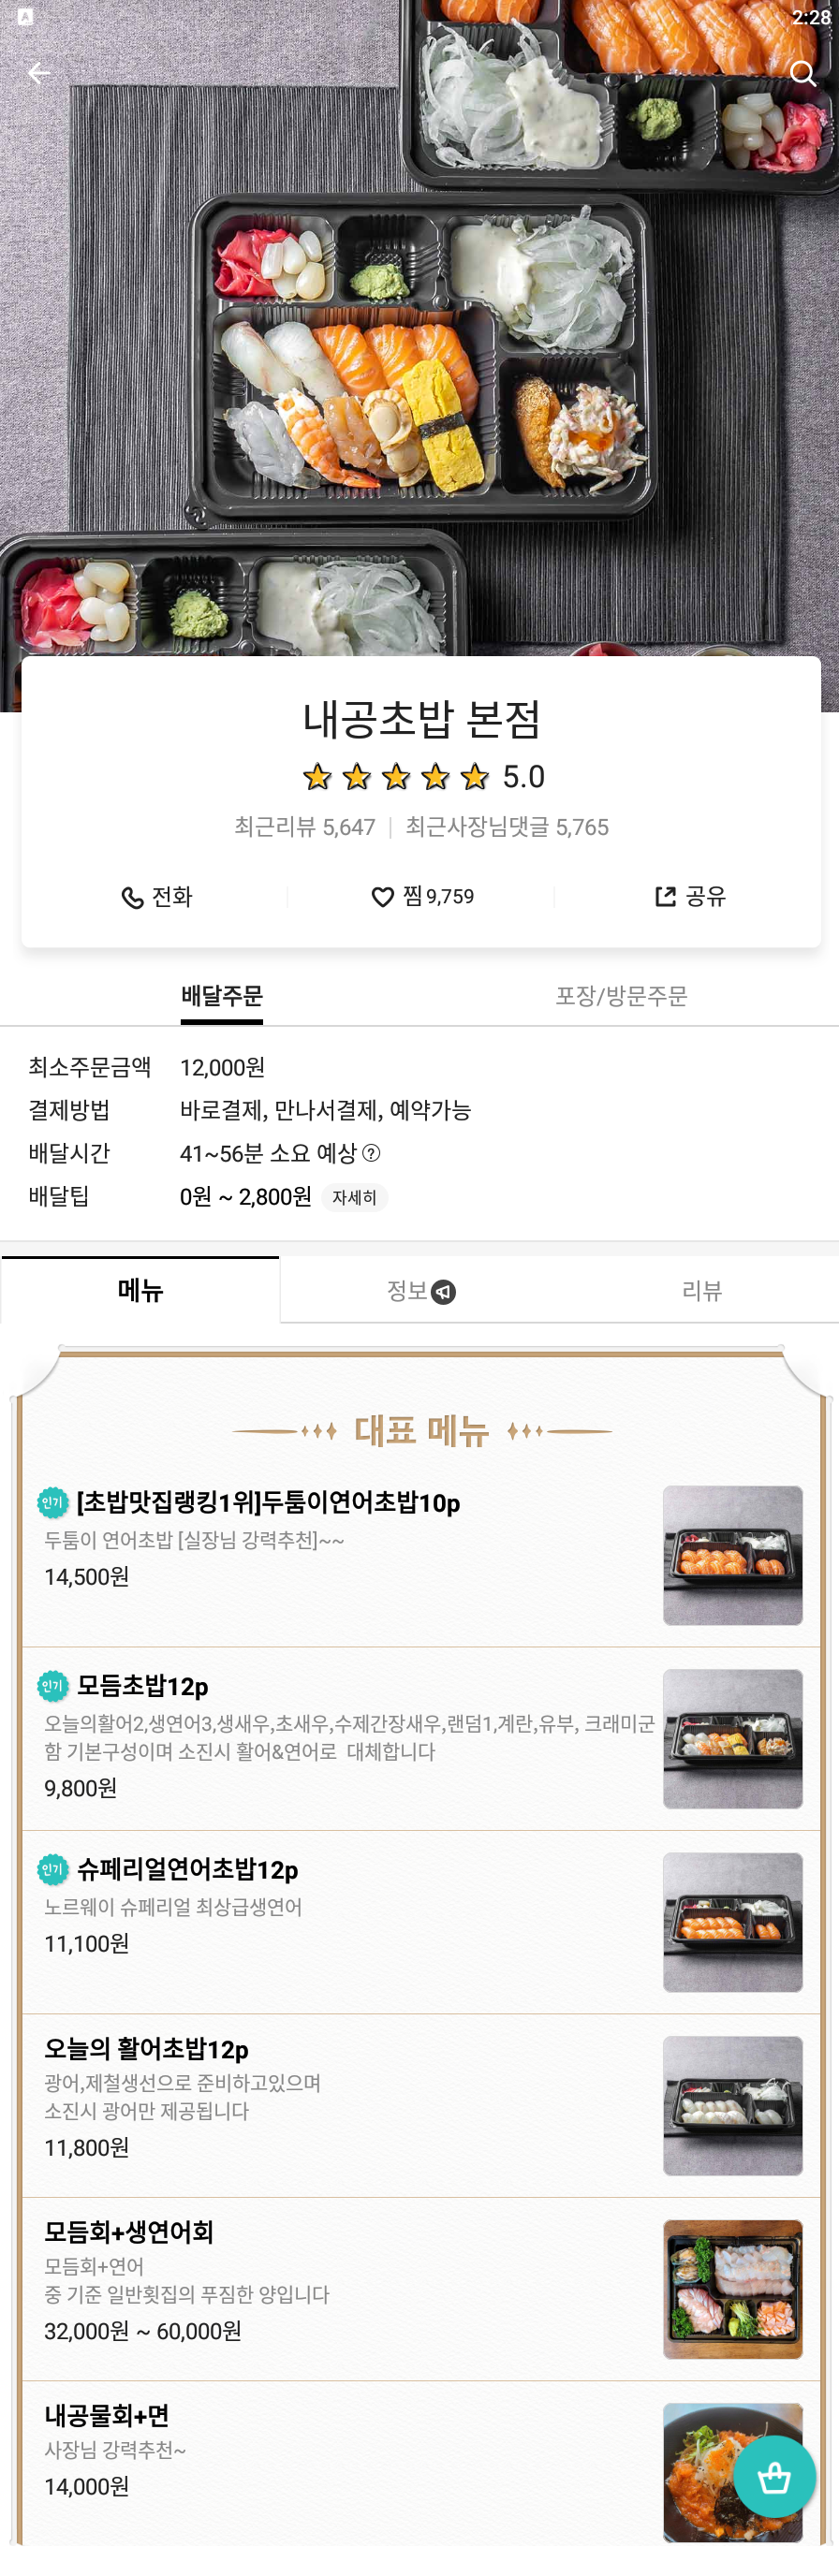 A
2:28
내공초밥 본점
5.0
최근리뷰 5,647 | 최근사장님댓글 5,765
전화
찜 9,759
공유
배달주문
포장/방문주문
최소주문금액 12,000원
결제방법 바로결제, 만나서결제, 예약가능
배달시간 41~56분 소요 예상 ?
배달팁 0원 ~ 2,800원 자세히
메뉴
정보
리뷰
대표 메뉴
인기 [초밥맛집랭킹1위]두툼이연어초밥10p
두툼이 연어초밥 [실장님 강력추천]~~
14,500원
인기 모듬초밥12p
오늘의활어2,생연어3,생새우,초새우,수제간장새우,랜덤1,계란,유부, 크래미군
함 기본구성이며 소진시 활어&연어로 대체합니다
9,800원
인기 슈페리얼연어초밥12p
노르웨이 슈페리얼 최상급생연어
11,100원
오늘의 활어초밥12p
광어,제철생선으로 준비하고있으며
소진시 광어만 제공됩니다
11,800원
모듬회+생연어회
모듬회+연어
중 기준 일반횟집의 푸짐한 양입니다
32,000원 ~ 60,000원
내공물회+면
사장님 강력추천~
14,000원